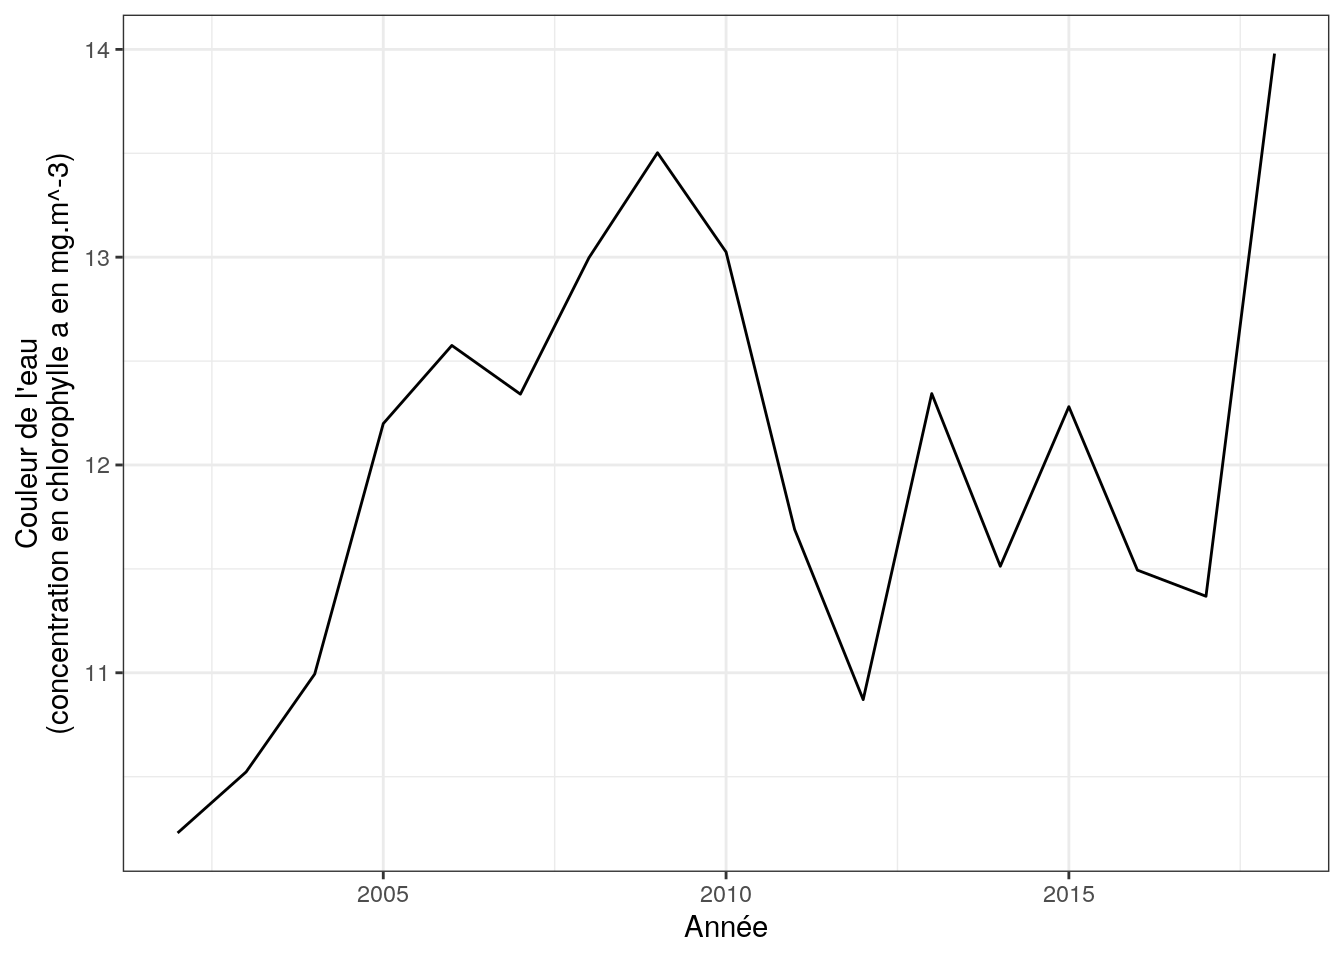 Couleur de l'eau
(concentration en chlorophylle a en mg.m^-3)
14
13
12
11
2005
2010
2015
Année